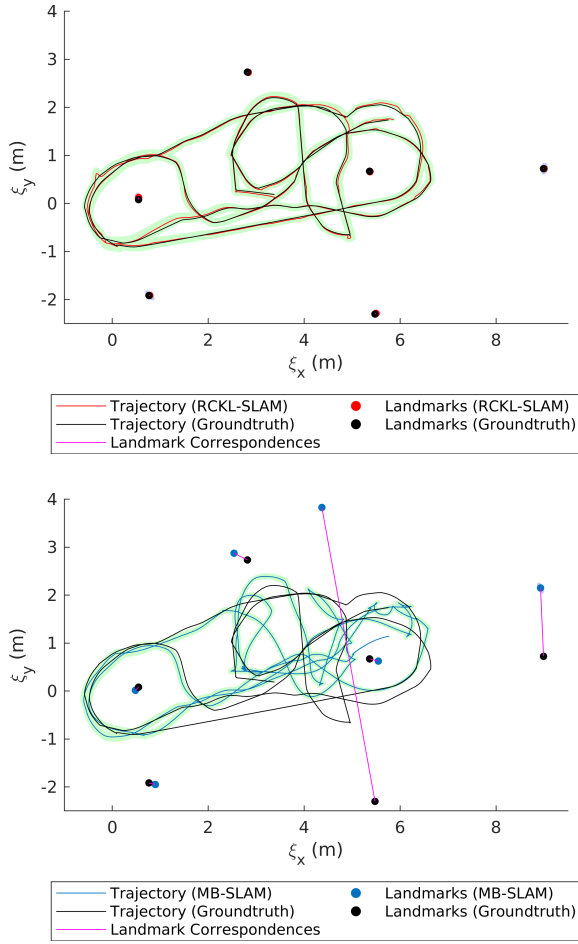 4
3
2
1
0
-1
-2
ξy (m)
0 2 4 6 8
ξx (m)
Trajectory (RCKL-SLAM) Landmarks (RCKL-SLAM)
Trajectory (Groundtruth) Landmarks (Groundtruth)
Landmark Correspondences
4
3
2
1
0
-1
-2
ξy (m)
0 2 4 6 8
ξx (m)
Trajectory (MB-SLAM) Landmarks (MB-SLAM)
Trajectory (Groundtruth) Landmarks (Groundtruth)
Landmark Correspondences